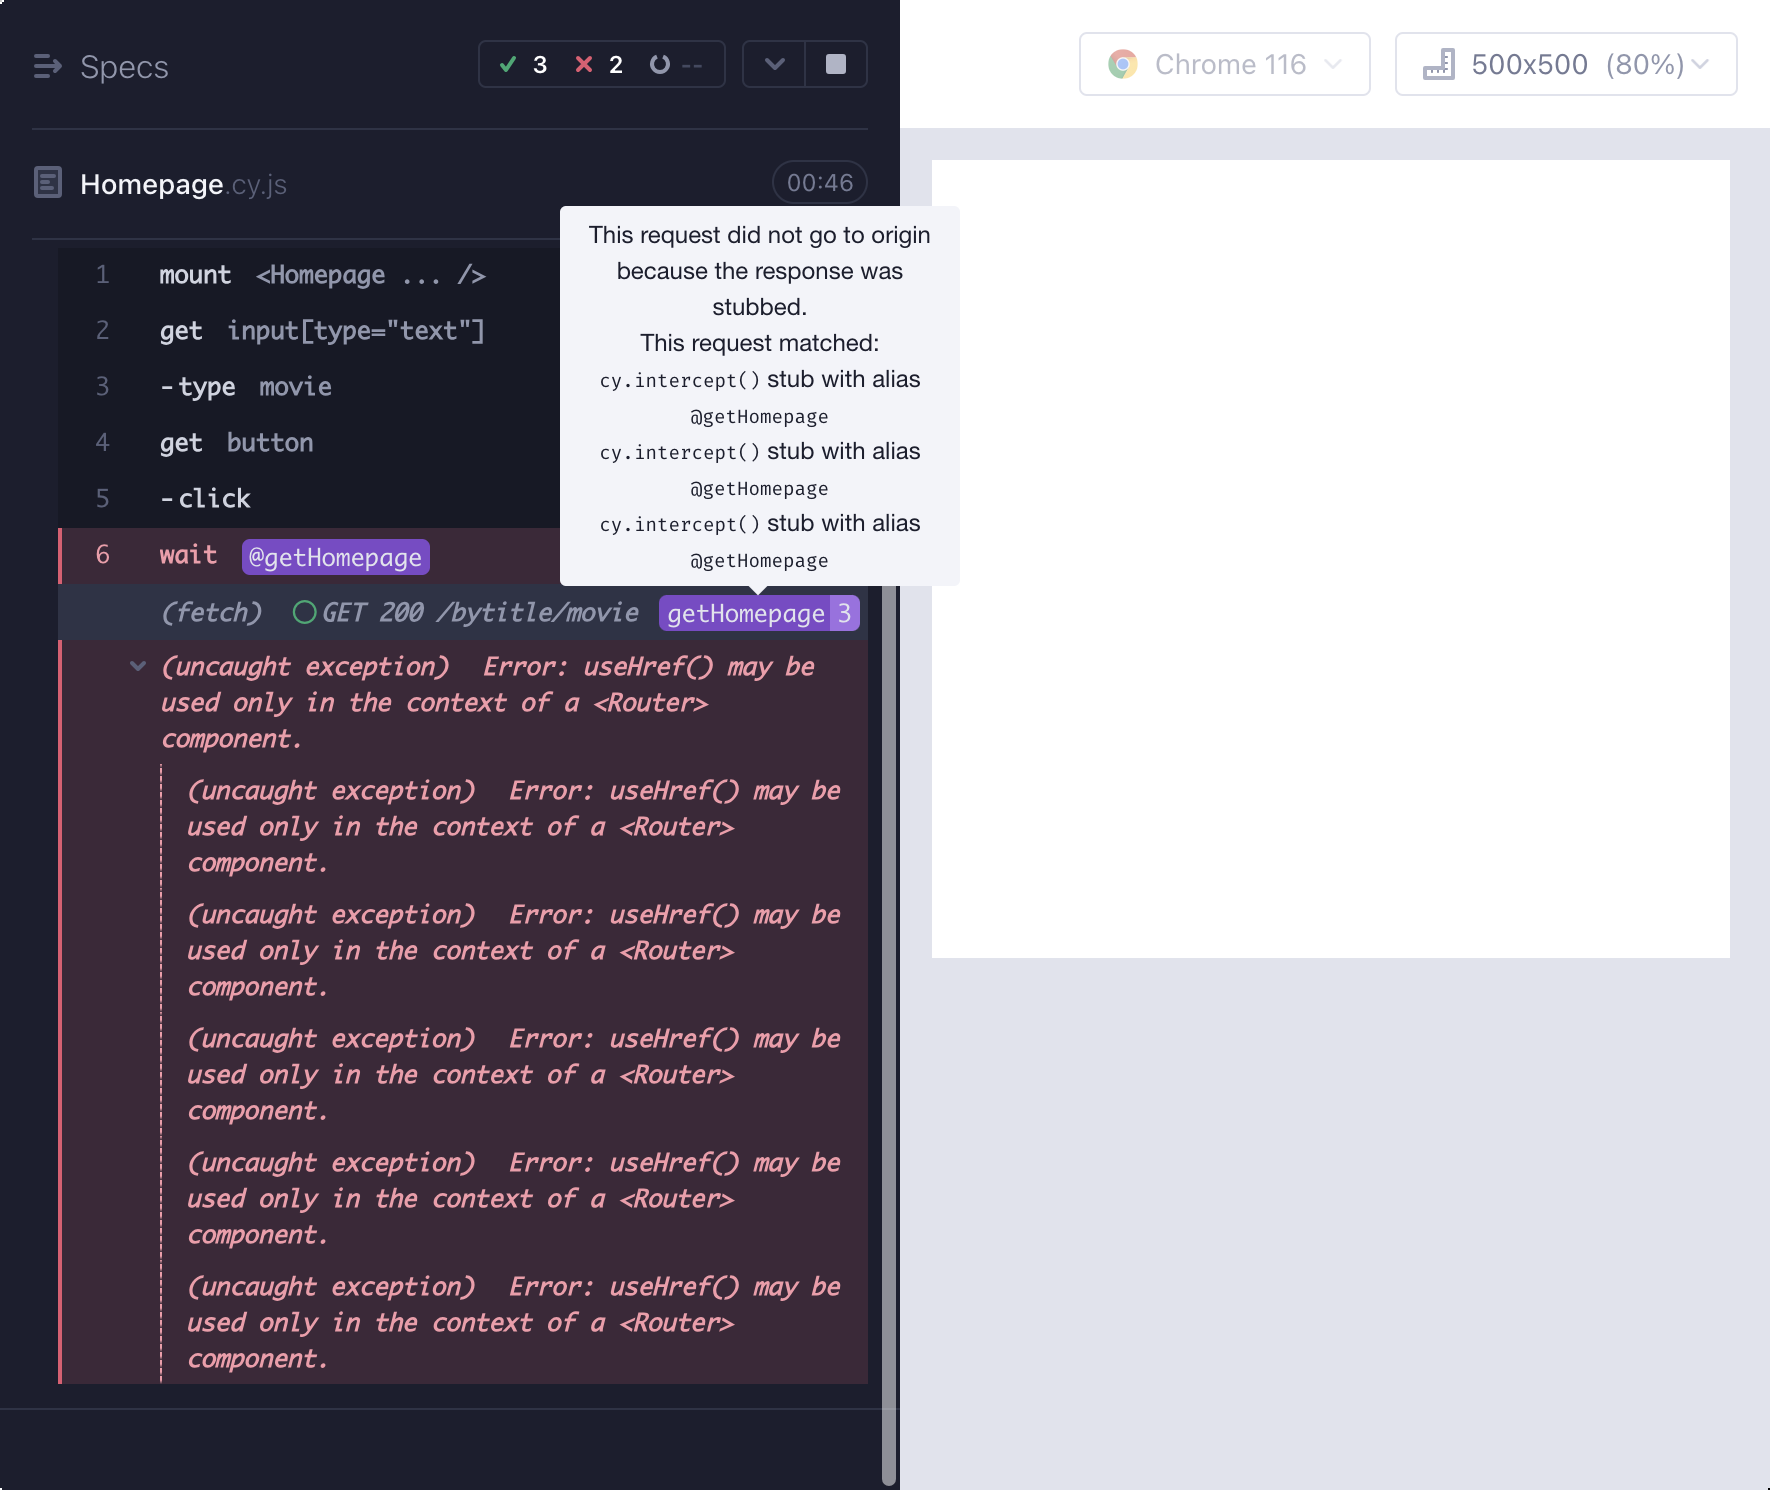 Specs
3 2 --
Chrome 116
500x500 (80%)
Homepage.cy.js
00:46
This request did not go to origin
because the response was
stubbed.
This request matched:
cy.intercept() stub with alias
@getHomepage
cy.intercept() stub with alias
@getHomepage
cy.intercept() stub with alias
@getHomepage
1 mount <Homepage ... />
2 get input[type="text"]
3 -type movie
4 get button
5 -click
6 wait @getHomepage
(fetch) GET 200 /bytitle/movie getHomepage 3
(uncaught exception) Error: useHref() may be
used only in the context of a <Router>
component.
(uncaught exception) Error: useHref() may be
used only in the context of a <Router>
component.
(uncaught exception) Error: useHref() may be
used only in the context of a <Router>
component.
(uncaught exception) Error: useHref() may be
used only in the context of a <Router>
component.
(uncaught exception) Error: useHref() may be
used only in the context of a <Router>
component.
(uncaught exception) Error: useHref() may be
used only in the context of a <Router>
component.